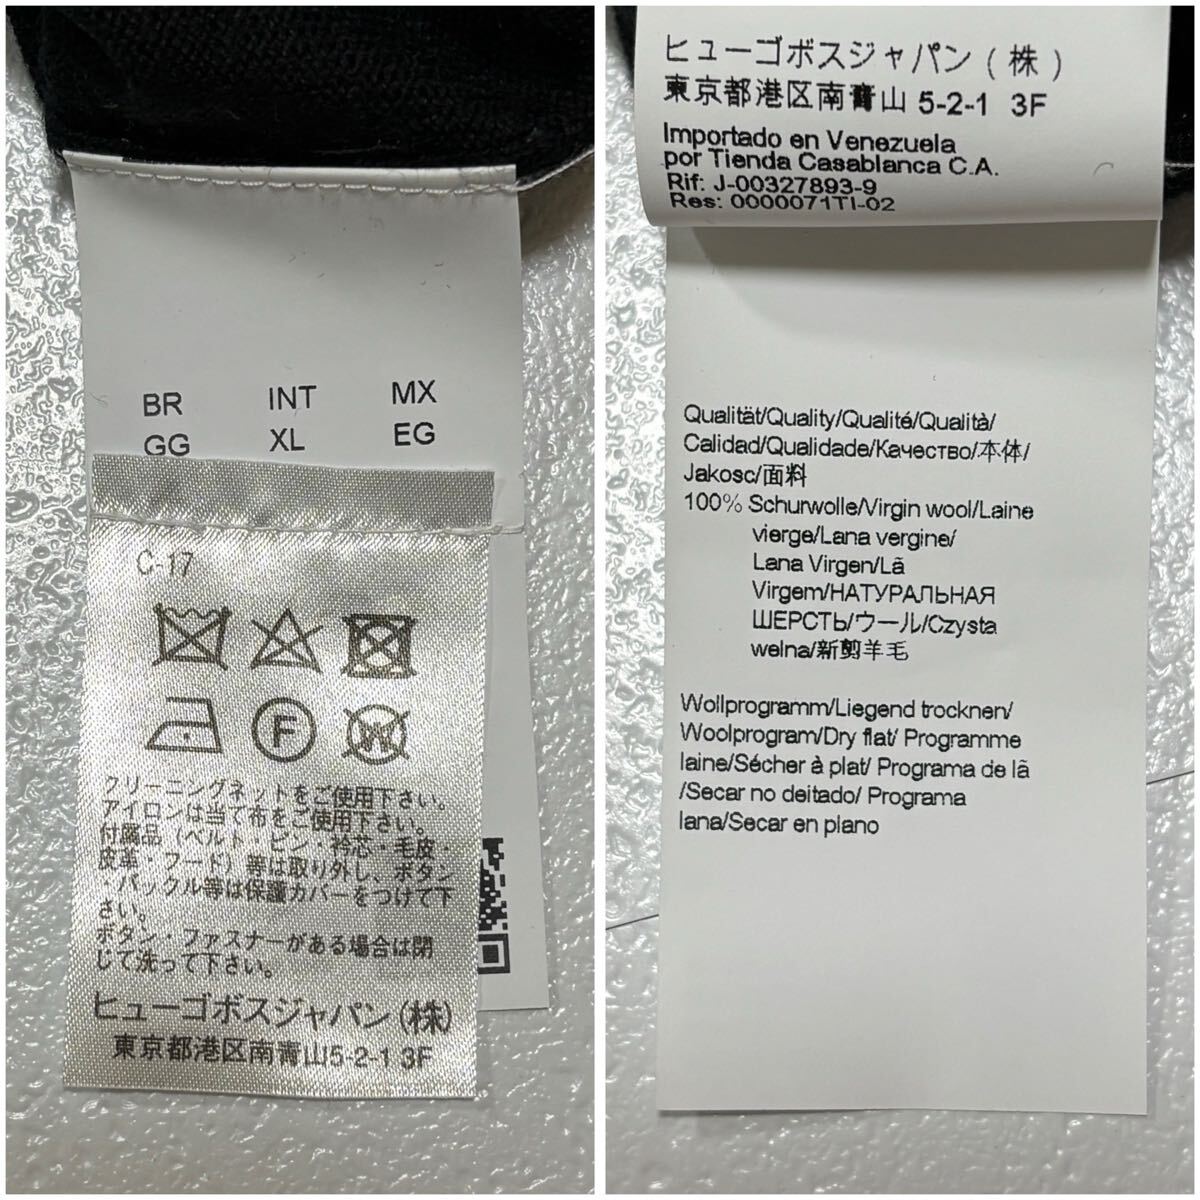 BR INT MX
GG XL EG
C-17
F
W
クリーニングネットをご使用下さい。
アイロンは当て布をご使用下さい。
付属品（ベルト・ピン・衿芯・毛皮・
皮革・フード）等は取り外し、ボタン
・バックル等は保護カバーをつけて下
さい。
ボタン・ファスナーがある場合は閉
じて洗って下さい。
ヒューゴボスジャパン(株)
東京都港区南青山5-2-1 3F
ヒューゴボスジャパン ( 株 )
東京都港区南青山 5-2-1 3F
Importado en Venezuela
por Tienda Casablanca C.A.
Rif: J-00327893-9
Res: 0000071TI-02
Qualität/Quality/Qualité/Qualità/
Calidad/Qualidade/Качество/本体/
Jakosc/面料
100% Schurwolle/Virgin wool/Laine
vierge/Lana vergine/
Lana Virgen/Lã
Virgem/НАТУРАЛЬНАЯ
ШЕРСТЬ/ウール/Czysta
welna/新剪羊毛
Wollprogramm/Liegend trocknen/
Woolprogram/Dry flat/ Programme
laine/Sécher à plat/ Programa de lã
/Secar no deitado/ Programa
lana/Secar en plano